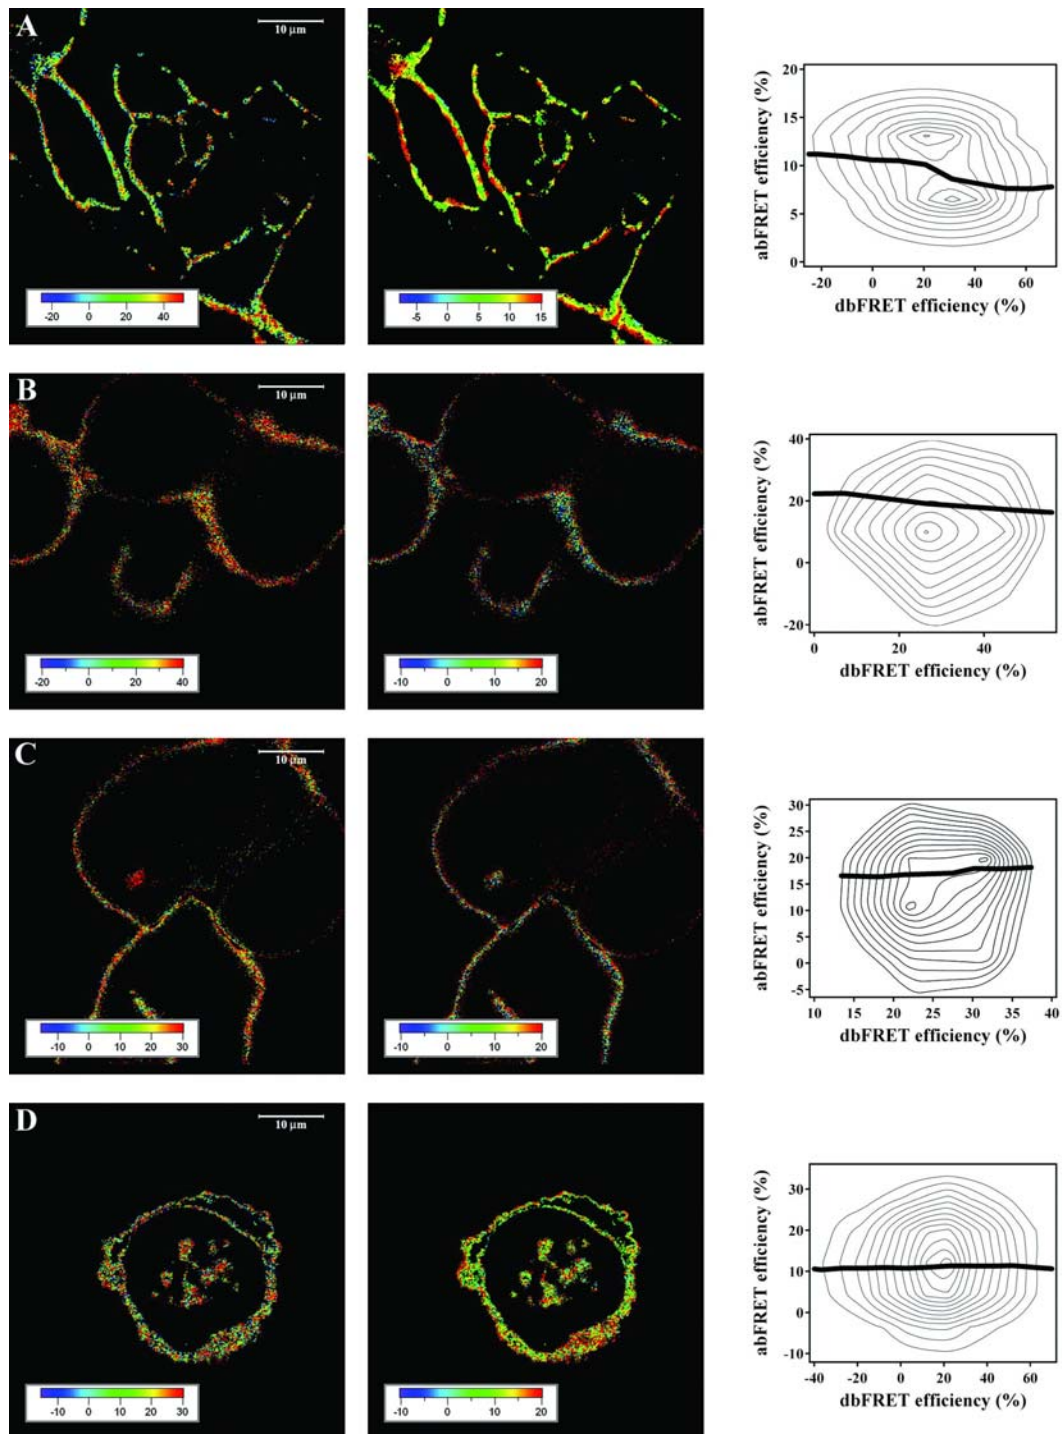 A
10 µm
-20 0 20 40
-5 0 5 10 15
abFRET efficiency (%)
20
15
10
5
0
-20 0 20 40 60
dbFRET efficiency (%)
B
10 µm
-20 0 20 40
-10 0 10 20
abFRET efficiency (%)
40
20
0
-20
0 20 40
dbFRET efficiency (%)
C
10 µm
-10 0 10 20 30
-10 0 10 20
abFRET efficiency (%)
30
25
20
15
10
5
0
-5
10 15 20 25 30 35 40
dbFRET efficiency (%)
D
10 µm
-10 0 10 20 30
-10 0 10 20
abFRET efficiency (%)
30
20
10
0
-10
-40 -20 0 20 40 60
dbFRET efficiency (%)